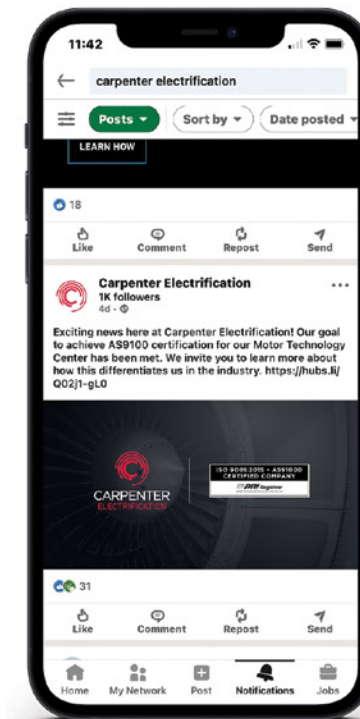 11:42
carpenter electrification
Posts
Sort by
Date posted
LEARN HOW
18
Like Comment Repost Send
Carpenter Electrification
1K followers
4d
Exciting news here at Carpenter Electrification! Our goal
to achieve AS9100 certification for our Motor Technology
Center has been met. We invite you to learn more about
how this differentiates us in the industry. https://hubs.li/
Q02j1-gL0
CARPENTER
ELECTRIFICATION
ISO 9001:2015 • AS9100D
CERTIFIED COMPANY
Registrar
31
Like Comment Repost Send
Home My Network Post Notifications Jobs